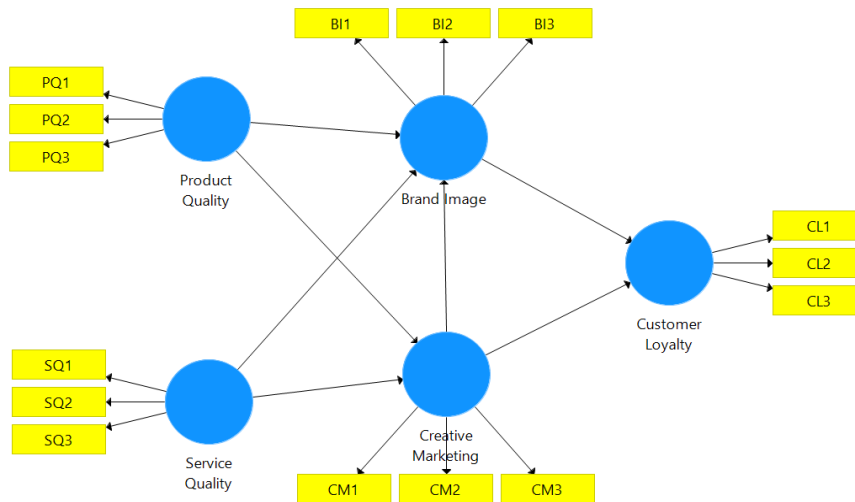 BI1
BI2
BI3
PQ1
PQ2
PQ3
Product
Quality
Brand Image
CL1
CL2
CL3
Customer
Loyalty
SQ1
SQ2
SQ3
Service
Quality
Creative
Marketing
CM1
CM2
CM3